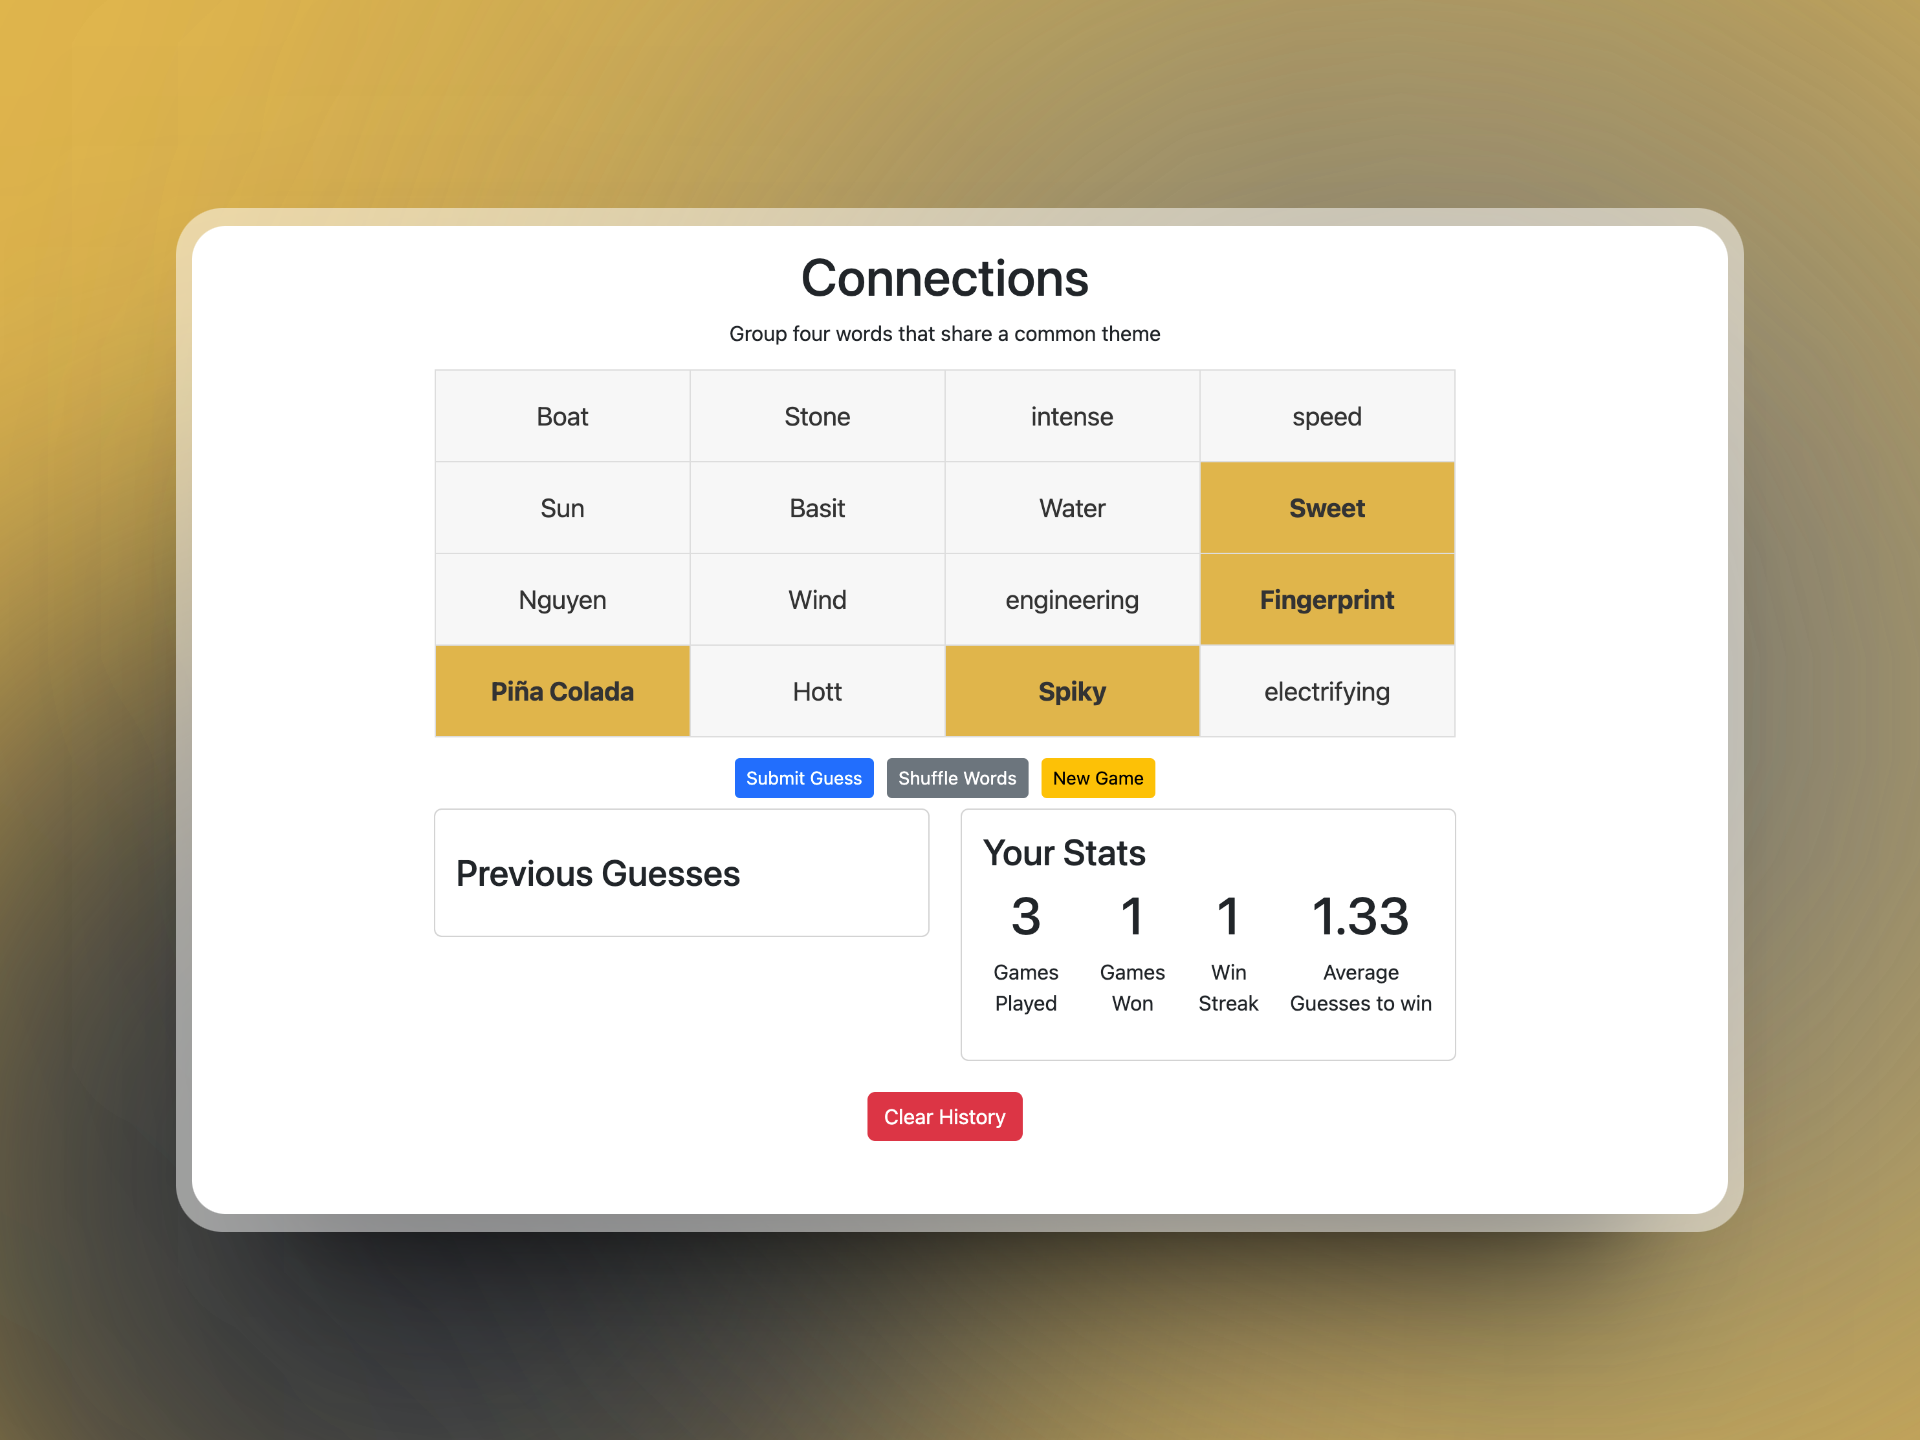 Connections
Group four words that share a common theme
Boat Stone intense speed
Sun Basit Water Sweet
Nguyen Wind engineering Fingerprint
Piña Colada Hott Spiky electrifying
Submit Guess Shuffle Words New Game
Previous Guesses
Your Stats
3 1 1 1.33
Games Games Win Average
Played Won Streak Guesses to win
Clear History